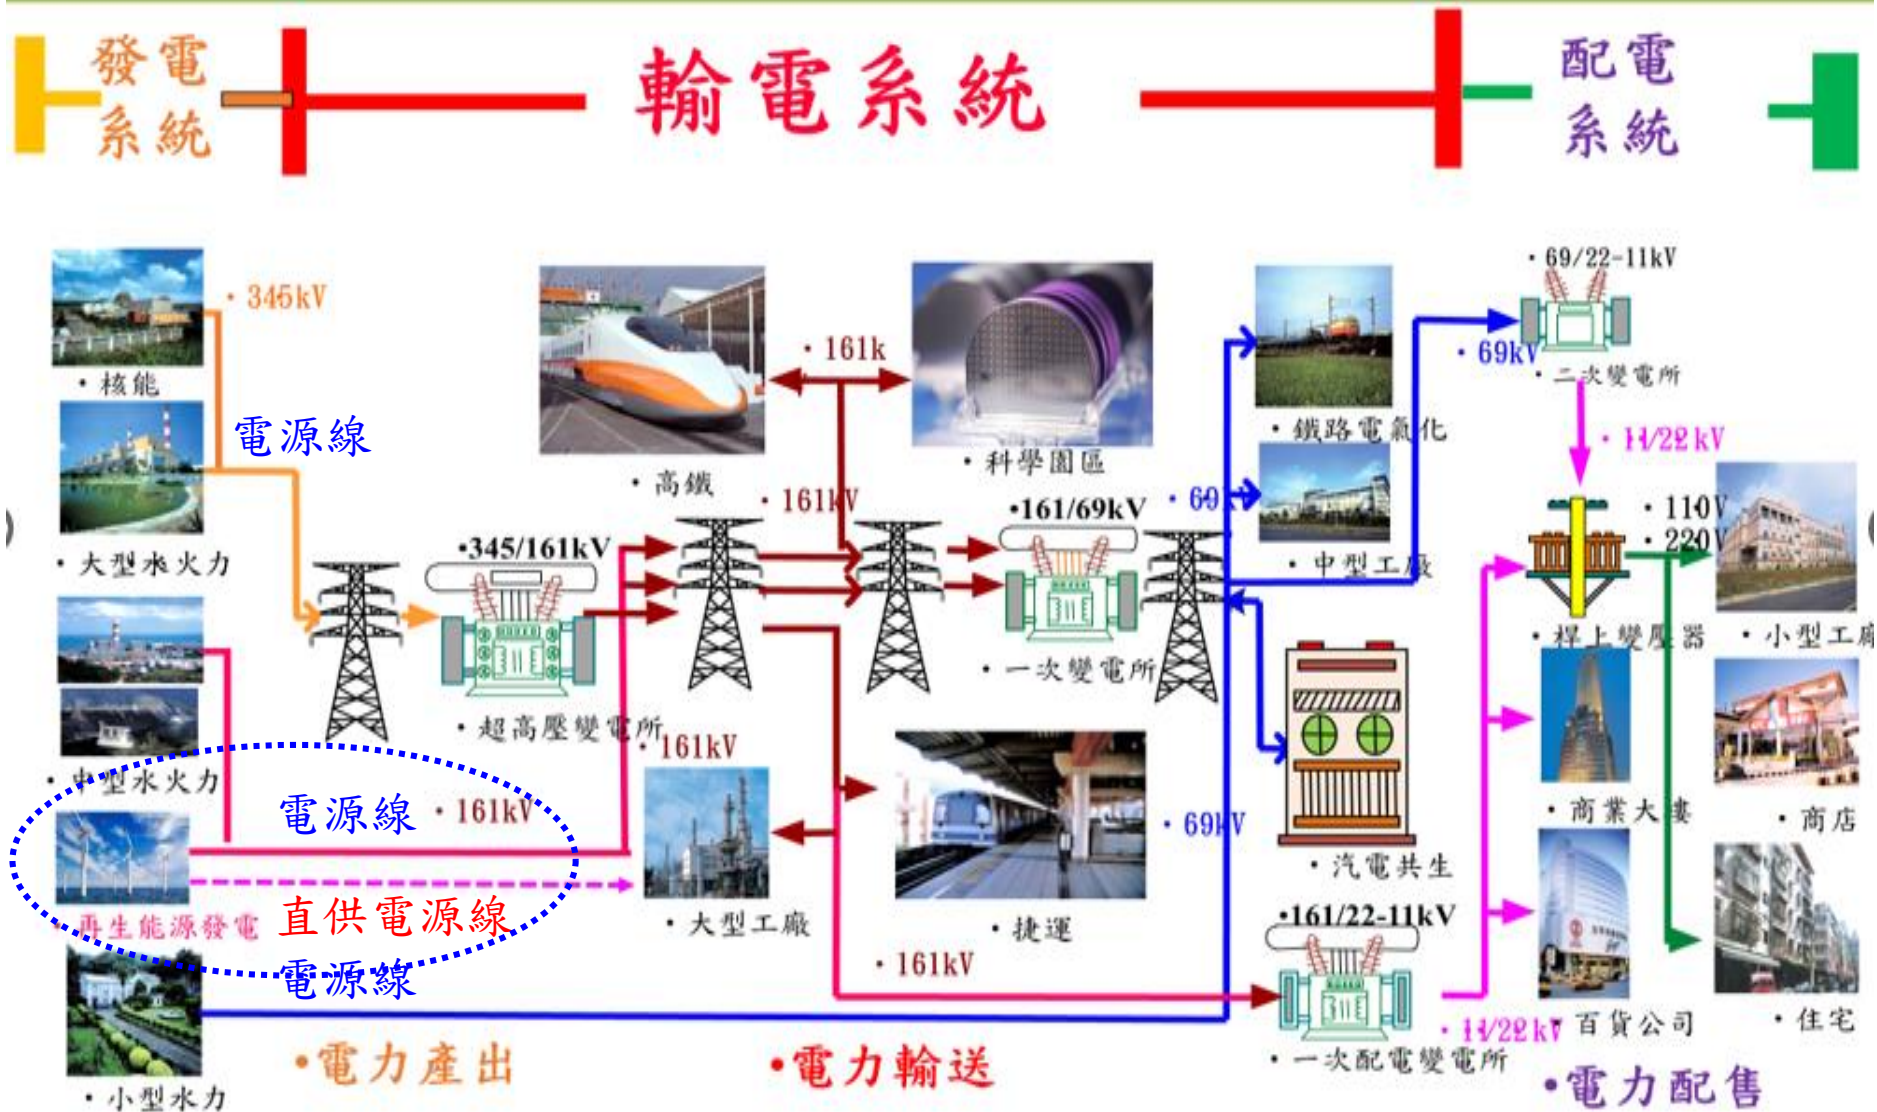 發電
系統
輸電系統
配電
系統
•345kV
•核能
電源線
•大型水火力
•中型水火力
電源線
•161kV
•再生能源發電
直供電源線
電源線
•小型水力
•345/161kV
•超高壓變電所
•高鐵
•161k
•科學園區
•161kV
•161/69kV
•一次變電所
•161kV
•大型工廠
•捷運
•161kV
•69kV
•鐵路電氣化
•69kV
•中型工廠
•69kV
•汽電共生
•161/22-11kV
•一次配電變電所
•69/22-11kV
•二次變電所
•11/22kV
•110V
•220V
•桿上變壓器
•小型工廠
•商業大樓
•商店
•11/22kV
•百貨公司
•住宅
•電力產出
•電力輸送
•電力配售